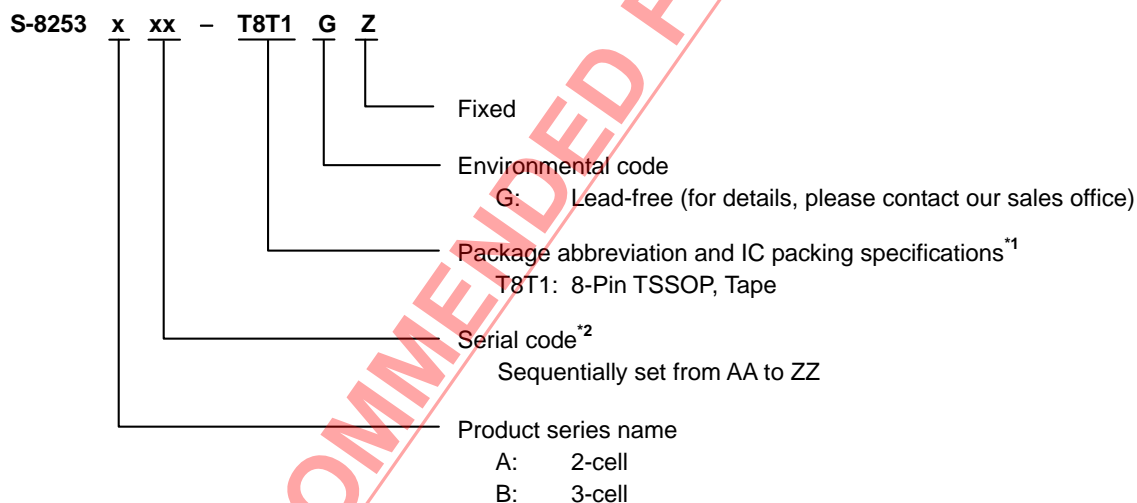 S-8253 x xx – T8T1 G Z
Fixed
Environmental code
G: Lead-free (for details, please contact our sales office)
Package abbreviation and IC packing specifications*1
T8T1: 8-Pin TSSOP, Tape
Serial code*2
Sequentially set from AA to ZZ
Product series name
A: 2-cell
B: 3-cell
OMMENDED